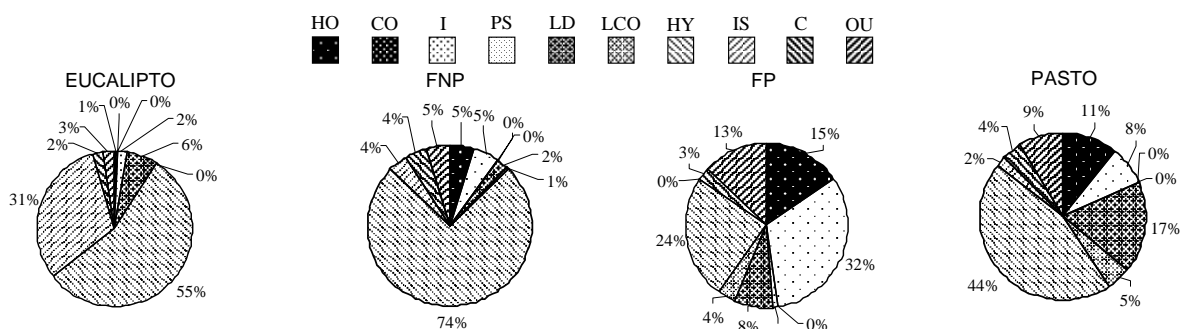 HO CO I PS LD LCO HY IS C OU
EUCALIPTO
FNP
FP
PASTO
1% 0% 0%
3% 2%
2% 6%
0%
31%
55%
5% 5% 5%
4% 0%
4% 0%
2%
1%
74%
13% 15%
3%
0%
24%
32%
4% 8% 0%
9% 11%
4% 8%
2% 0%
0%
17%
44%
5%